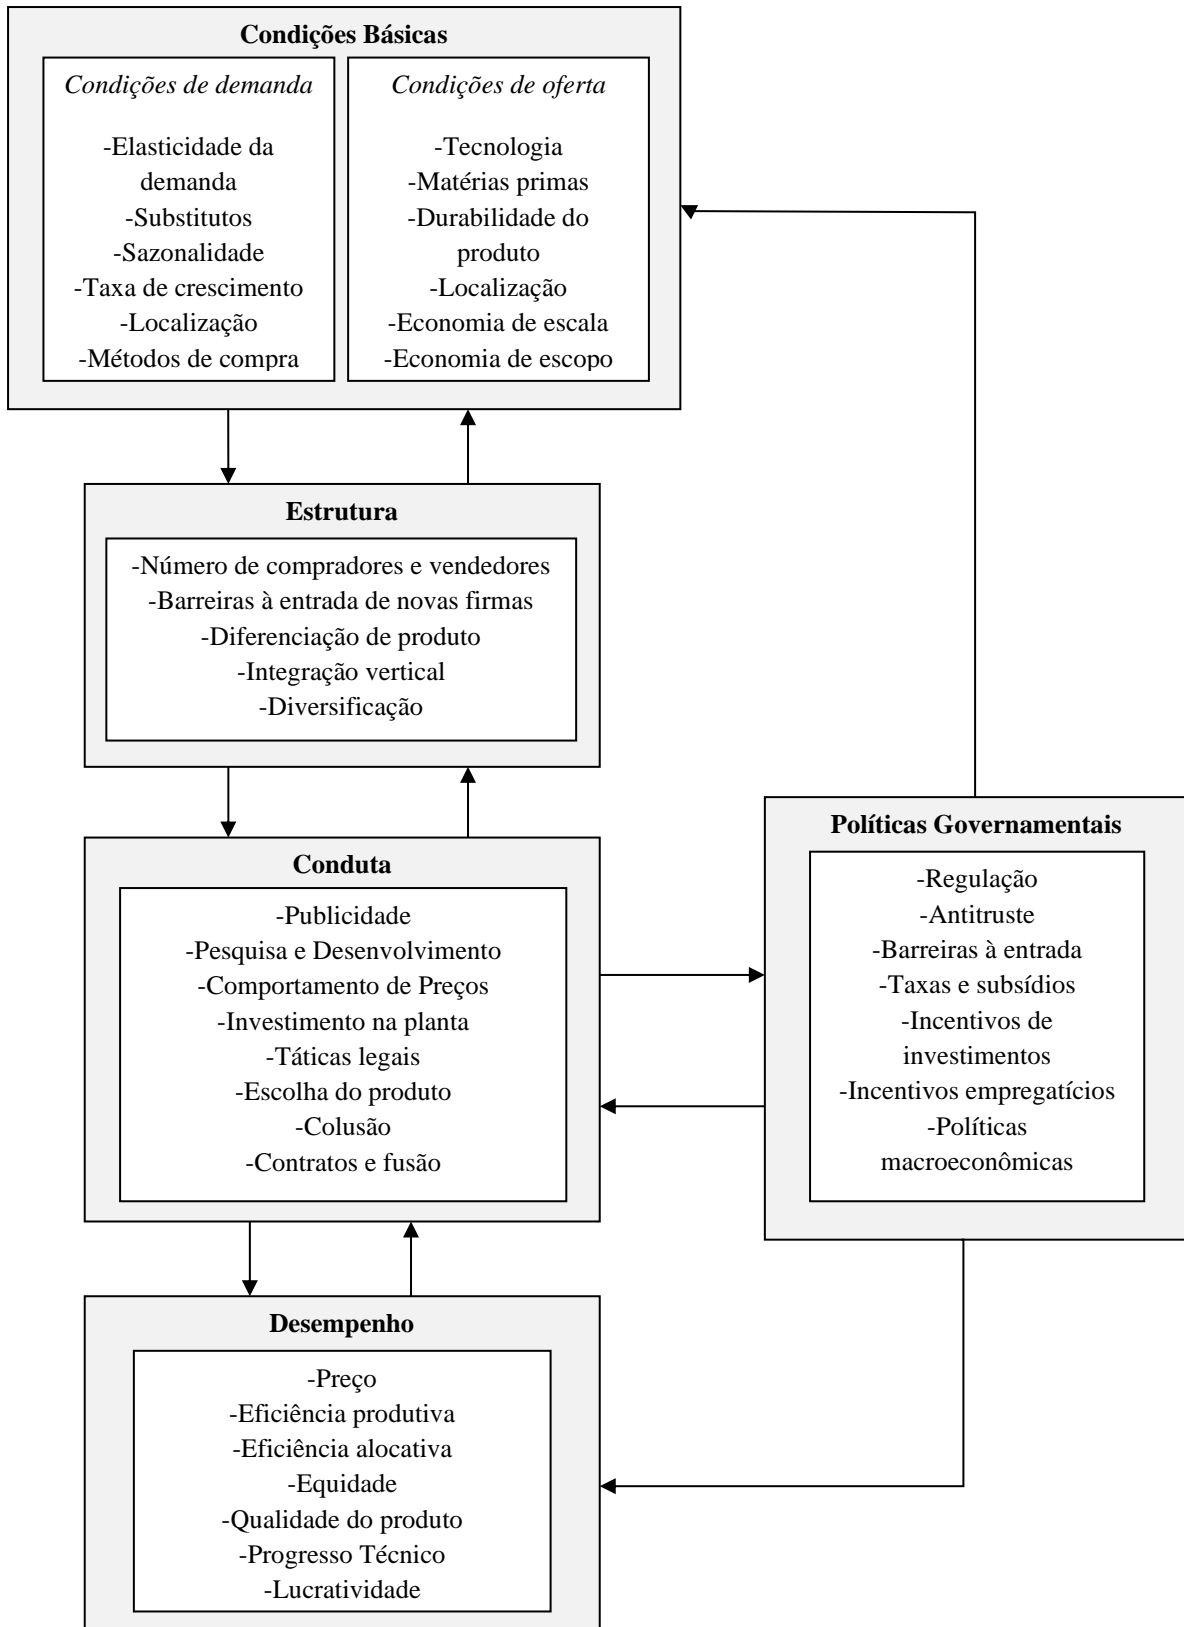 Condições Básicas
Condições de demanda
-Elasticidade da
demanda
-Substitutos
-Sazonalidade
-Taxa de crescimento
-Localização
-Métodos de compra
Condições de oferta
-Tecnologia
-Matérias primas
-Durabilidade do
produto
-Localização
-Economia de escala
-Economia de escopo
Estrutura
-Número de compradores e vendedores
-Barreiras à entrada de novas firmas
-Diferenciação de produto
-Integração vertical
-Diversificação
Conduta
-Publicidade
-Pesquisa e Desenvolvimento
-Comportamento de Preços
-Investimento na planta
-Táticas legais
-Escolha do produto
-Colusão
-Contratos e fusão
Políticas Governamentais
-Regulação
-Antitruste
-Barreiras à entrada
-Taxas e subsídios
-Incentivos de
investimentos
-Incentivos empregatícios
-Políticas
macroeconômicas
Desempenho
-Preço
-Eficiência produtiva
-Eficiência alocativa
-Equidade
-Qualidade do produto
-Progresso Técnico
-Lucratividade